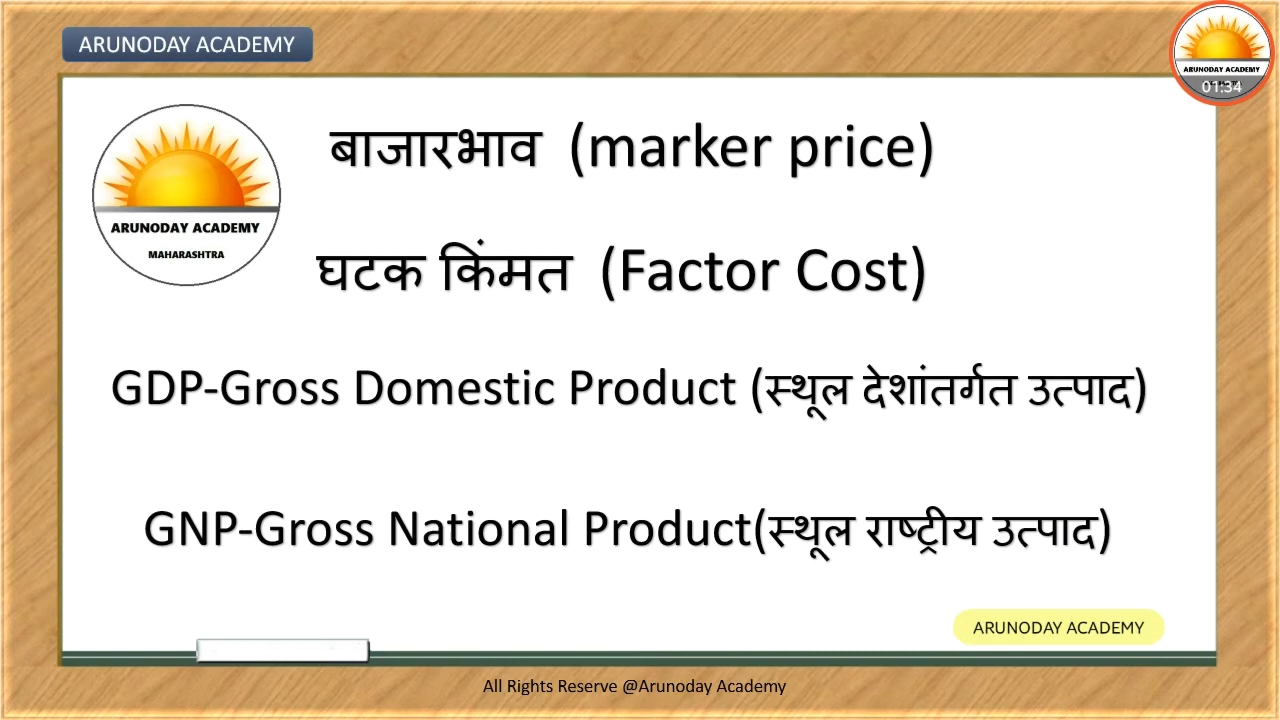 ARUNODAY ACADEMY
ARUNODAY ACADEMY
01:34
बाजारभाव (marker price)
ARUNODAY ACADEMY
MAHARASHTRA
घटक किंमत (Factor Cost)
GDP-Gross Domestic Product (स्थूल देशांतर्गत उत्पाद)
GNP-Gross National Product(स्थूल राष्ट्रीय उत्पाद)
ARUNODAY ACADEMY
All Rights Reserve @Arunoday Academy